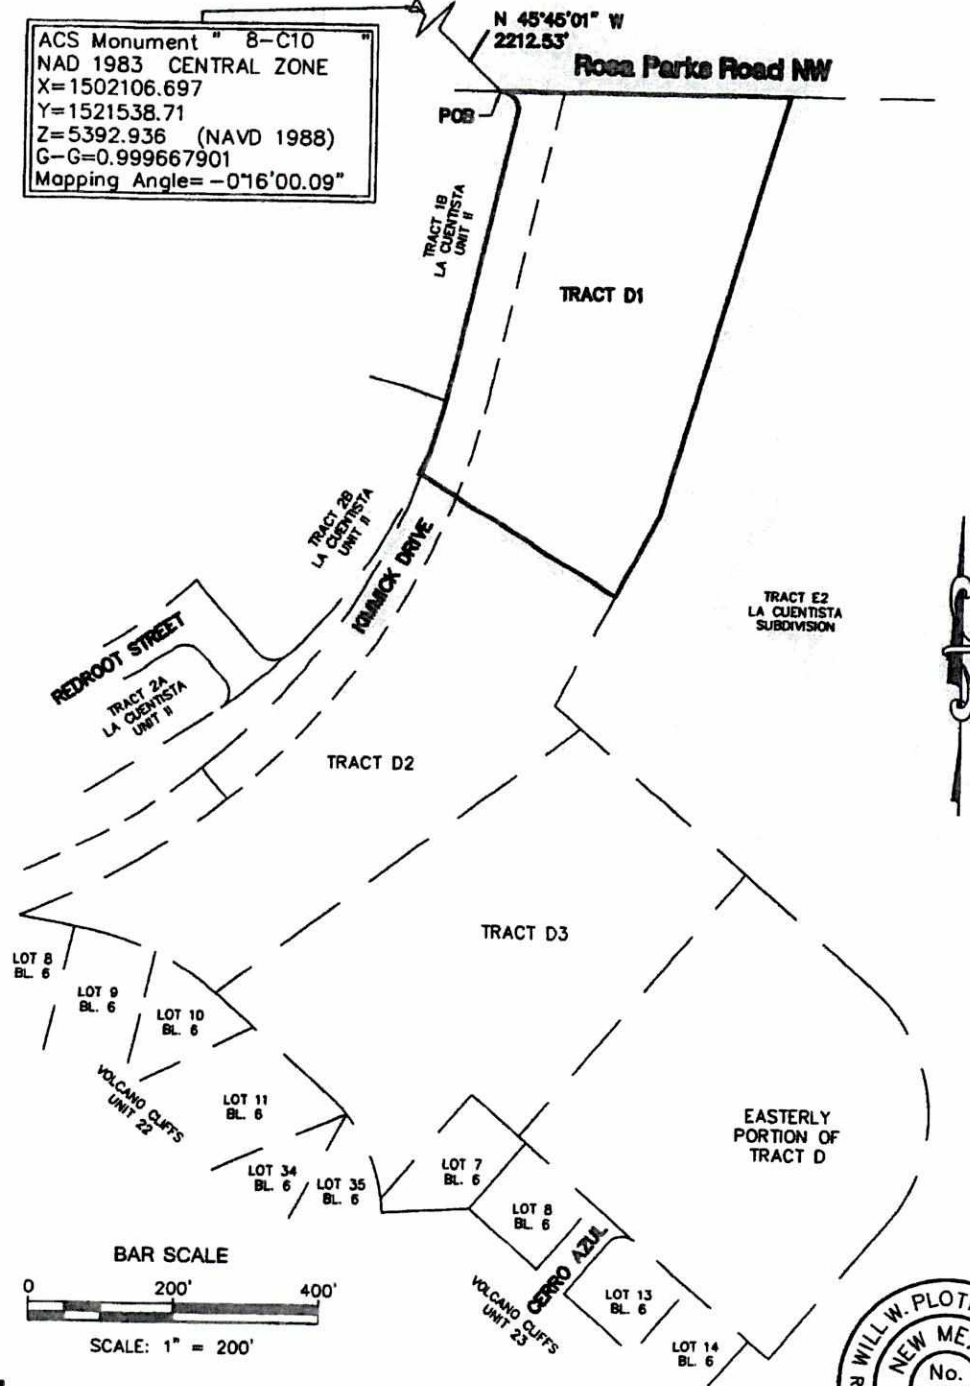 ACS Monument " 8-C10 "
NAD 1983 CENTRAL ZONE
X=1502106.697
Y=1521538.71
Z=5392.936 (NAVD 1988)
G-G=0.999667901
Mapping Angle= -0°16'00.09"
N 45°45'01" W
2212.53'
Rosa Parks Road NW
POB
TRACT 1B
LA CUENTISTA
UNIT II
TRACT D1
TRACT 2B
LA CUENTISTA
UNIT II
KIMMICK DRIVE
TRACT E2
LA CUENTISTA
SUBDIVISION
REDROOT STREET
TRACT 2A
LA CUENTISTA
UNIT II
TRACT D2
TRACT D3
LOT 8
BL. 6
LOT 9
BL. 6
LOT 10
BL. 6
VOLCANO CLIFFS
UNIT 22
LOT 11
BL. 6
EASTERLY
PORTION OF
TRACT D
LOT 34
BL. 6
LOT 35
BL. 6
LOT 7
BL. 6
LOT 8
BL. 6
CERRO AZUL
VOLCANO CLIFFS
UNIT 23
LOT 13
BL. 6
LOT 14
BL. 6
BAR SCALE
0 200' 400'
SCALE: 1" = 200'
WILL W. PLOT
NEW ME
No.